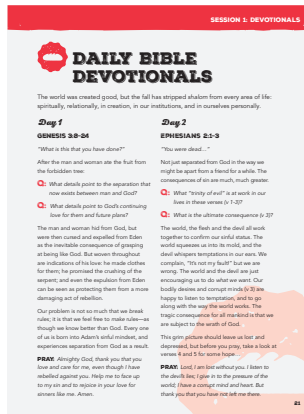 SESSION 1: DEVOTIONALS
DAILY BIBLE
DEVOTIONALS
The world was created good, but the fall has stripped shalom from every area of life:
spiritually, relationally, in creation, in our institutions, and in ourselves personally.
Day 1
GENESIS 3:8-24
"What is this that you have done?"
After the man and woman ate the fruit from
the forbidden tree:
Q: What details point to the separation that
now exists between man and God?
Q: What details point to God's continuing
love for them and future plans?
The man and woman hid from God, but
were then cursed and expelled from Eden
as the inevitable consequence of grasping
at being like God. But woven throughout
are indications of his love: he made clothes
for them; he promised the crushing of the
serpent; and even the expulsion from Eden
can be seen as protecting them from a more
damaging act of rebellion.
Our problem is not so much that we break
rules; it is that we feel free to make rules—as
though we know better than God. Every one
of us is born into Adam's sinful mindset, and
experiences separation from God as a result.
PRAY: Almighty God, thank you that you
love and care for me, even though I have
rebelled against you. Help me to face up
to my sin and to rejoice in your love for
sinners like me. Amen.
Day 2
EPHESIANS 2:1-3
"You were dead..."
Not just separated from God in the way we
might be apart from a friend for a while. The
consequences of sin are much, much greater.
Q: What "trinity of evil" is at work in our
lives in these verses (v 1-3)?
Q: What is the ultimate consequence (v 3)?
The world, the flesh and the devil all work
together to confirm our sinful status. The
world squeezes us into its mold, and the
devil whispers temptations in our ears. We
complain, "It's not my fault!" but we are
wrong. The world and the devil are just
encouraging us to do what we want. Our
bodily desires and corrupt minds (v 3) are
happy to listen to temptation, and to go
along with the way the world works. The
tragic consequence for all mankind is that we
are subject to the wrath of God.
This grim picture should leave us lost and
depressed, but before you pray, take a look at
verses 4 and 5 for some hope...
PRAY: Lord, I am lost without you. I listen to
the devil's lies; I give in to the pressure of the
world; I have a corrupt mind and heart. But
thank you that you have not left me there.
21